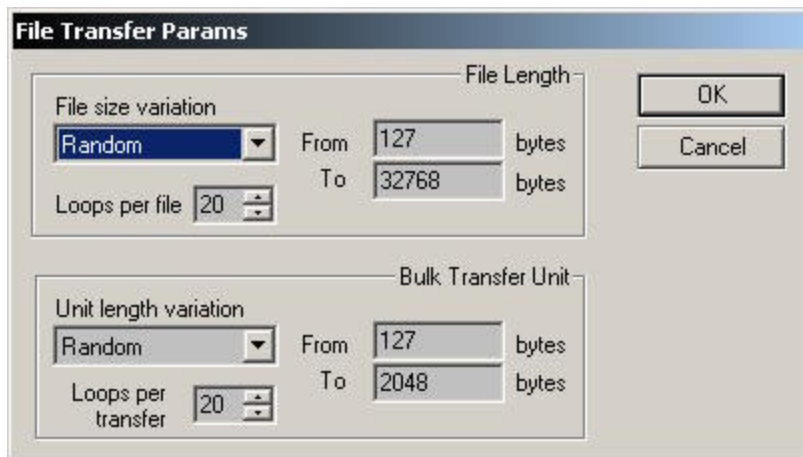 File Transfer Params
File Length
File size variation
Random
From 127 bytes
To 32768 bytes
Loops per file 20
OK
Cancel
Bulk Transfer Unit
Unit length variation
Random
From 127 bytes
To 2048 bytes
Loops per
transfer
20